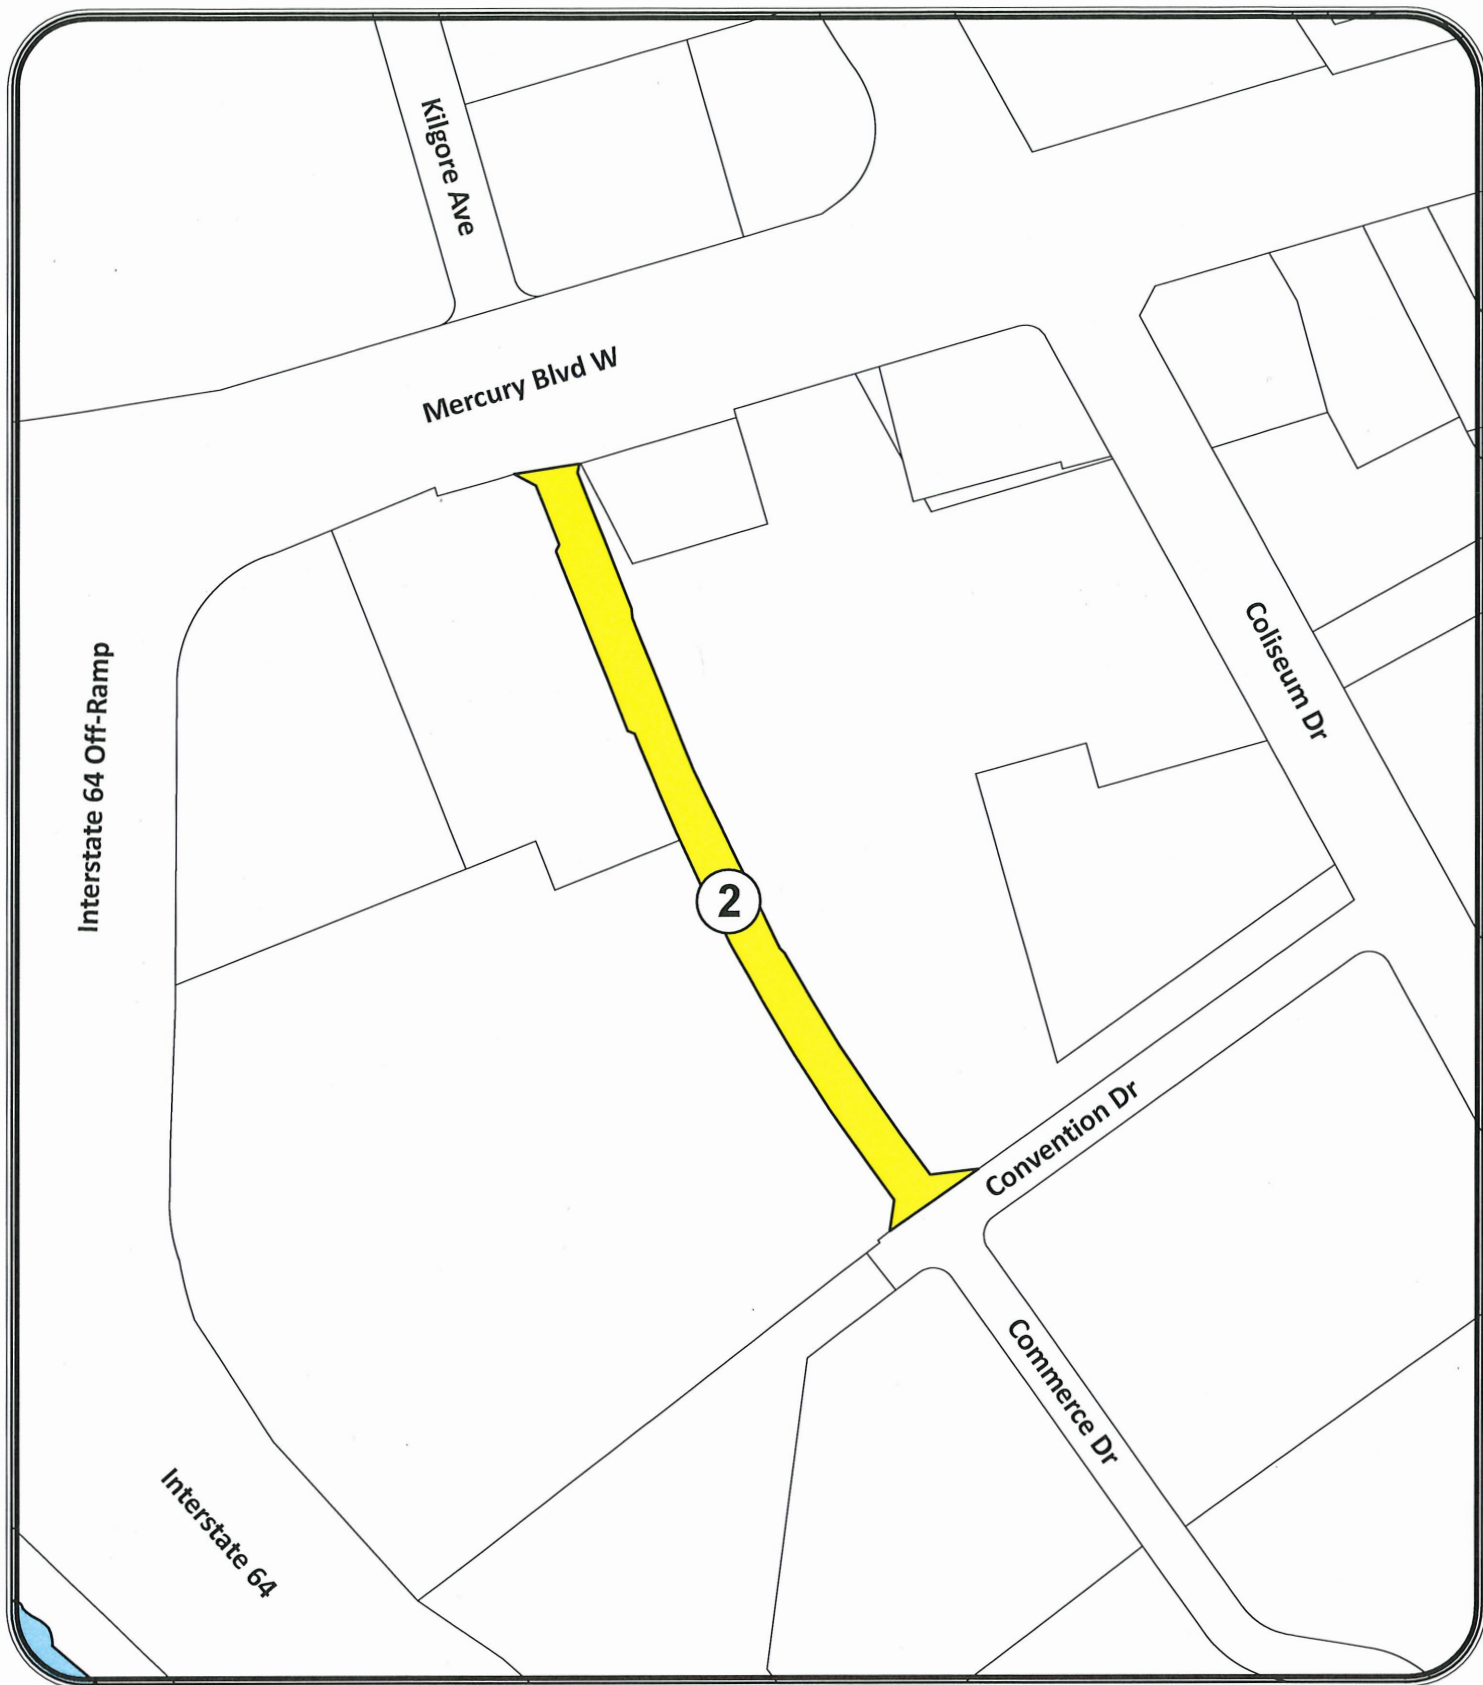 Kilgore Ave
Mercury Blvd W
Interstate 64 Off-Ramp
Coliseum Dr
2
Convention Dr
Commerce Dr
Interstate 64